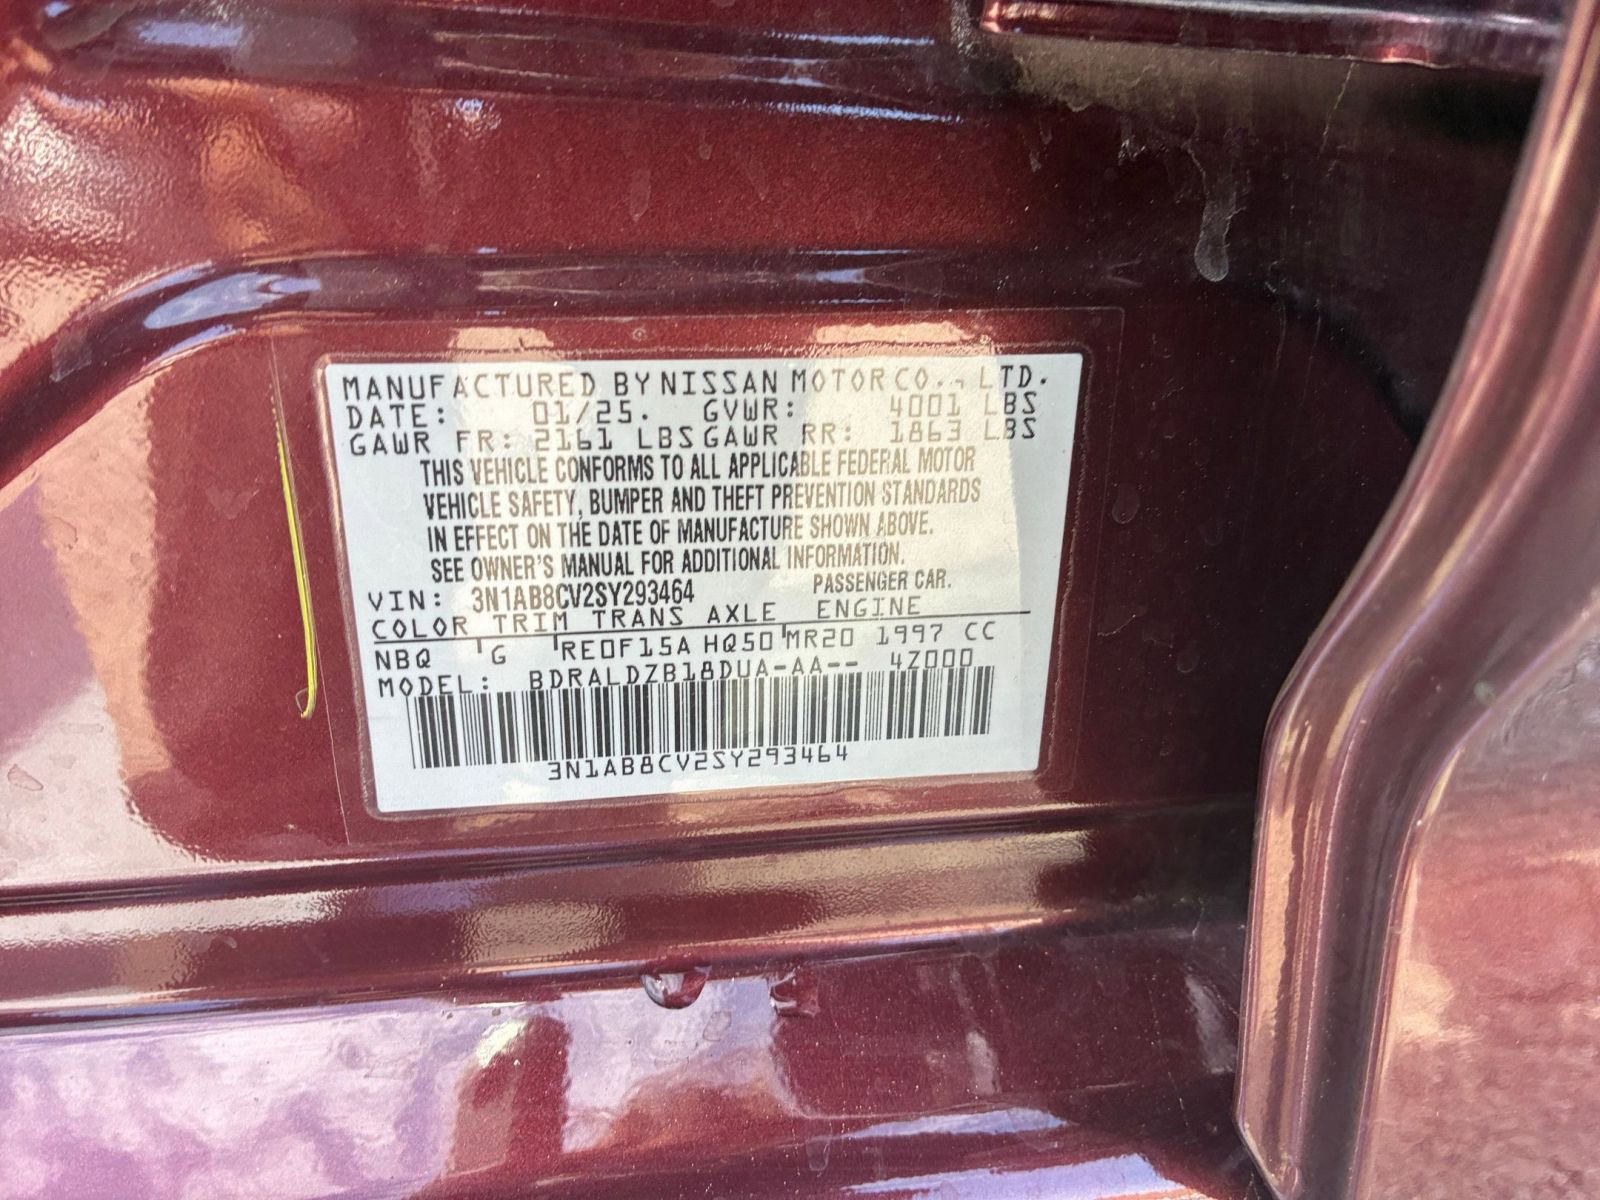 MANUFACTURED BY NISSAN MOTOR CO., LTD.
DATE: 01/25. GVWR: 4001 LBS
GAWR FR: 2161 LBS GAWR RR: 1863 LBS
THIS VEHICLE CONFORMS TO ALL APPLICABLE FEDERAL MOTOR
VEHICLE SAFETY, BUMPER AND THEFT PREVENTION STANDARDS
IN EFFECT ON THE DATE OF MANUFACTURE SHOWN ABOVE.
SEE OWNER'S MANUAL FOR ADDITIONAL INFORMATION.
VIN: 3N1AB8CV2SY293464 PASSENGER CAR.
COLOR TRIM TRANS AXLE ENGINE
NBQ G RE0F15A HQ50 MR20 1997 CC
MODEL: BDRALDZB18DUA-AA-- 4Z000
3N1AB8CV2SY293464